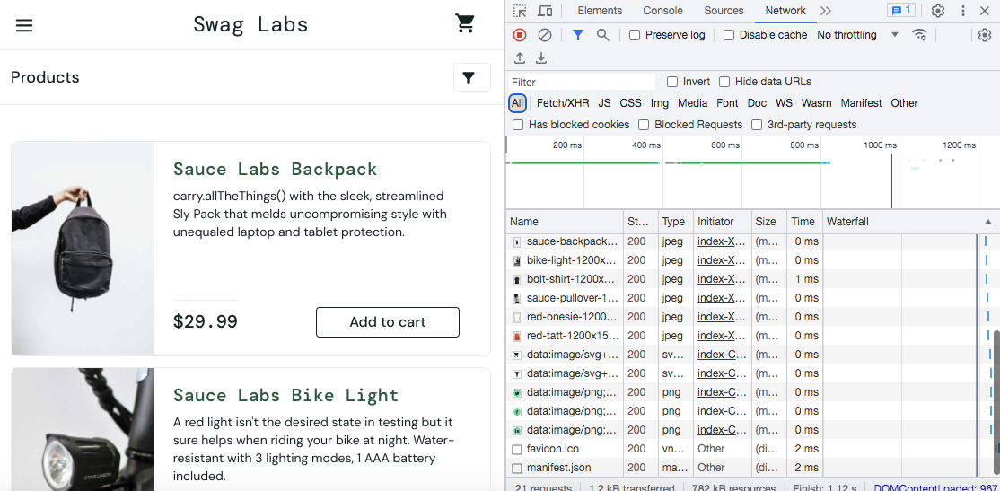 Swag Labs
Products
Sauce Labs Backpack
carry.allTheThings() with the sleek, streamlined
Sly Pack that melds uncompromising style with
unequaled laptop and tablet protection.
$29.99
Add to cart
Sauce Labs Bike Light
A red light isn't the desired state in testing but it
sure helps when riding your bike at night. Water-
resistant with 3 lighting modes, 1 AAA battery
included.
Elements Console Sources Network 1
Preserve log Disable cache No throttling
Filter Invert Hide data URLs
All Fetch/XHR JS CSS Img Media Font Doc WS Wasm Manifest Other
Has blocked cookies Blocked Requests 3rd-party requests
200 ms 400 ms 600 ms 800 ms 1000 ms 1200 ms
Name St... Type Initiator Size Time Waterfall
sauce-backpack... 200 jpeg index-X... (m... 0 ms
bike-light-1200x... 200 jpeg index-X... (m... 0 ms
bolt-shirt-1200x... 200 jpeg index-X... (m... 1 ms
sauce-pullover-1... 200 jpeg index-X... (m... 0 ms
red-onesie-1200... 200 jpeg index-X... (m... 0 ms
red-tatt-1200x15... 200 jpeg index-X... (m... 0 ms
data:image/svg+... 200 sv... index-C... (m... 0 ms
data:image/svg+... 200 sv... index-C... (m... 0 ms
data:image/png;... 200 png index-C... (m... 0 ms
data:image/png;... 200 png index-C... (m... 0 ms
data:image/png;... 200 png index-C... (m... 0 ms
favicon.ico 200 vn... Other (di... 2 ms
manifest.json 200 ma... Other (di... 2 ms
21 requests 1.2 kB transferred 782 kB resources Finish: 1.12 s DOMContentLoaded: 967